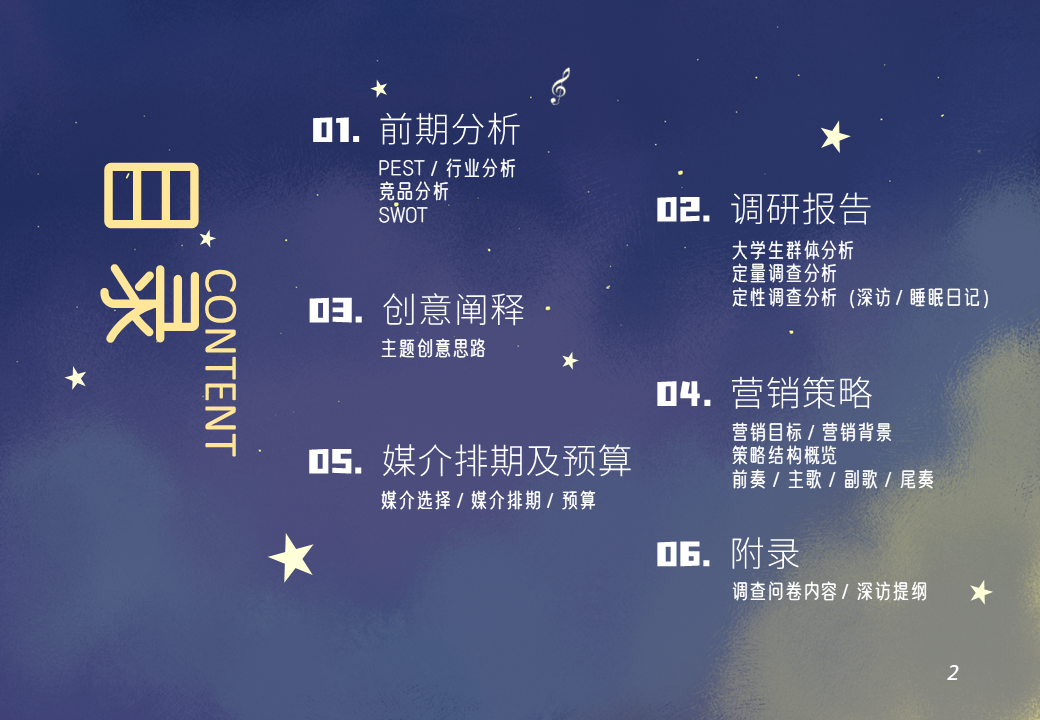 目录
CONTENT
01. 前期分析
PEST / 行业分析
竞品分析
SWOT
02. 调研报告
大学生群体分析
定量调查分析
定性调查分析（深访 / 睡眠日记）
03. 创意阐释
主题创意思路
04. 营销策略
营销目标 / 营销背景
策略结构概览
前奏 / 主歌 / 副歌 / 尾奏
05. 媒介排期及预算
媒介选择 / 媒介排期 / 预算
06. 附录
调查问卷内容 / 深访提纲
2